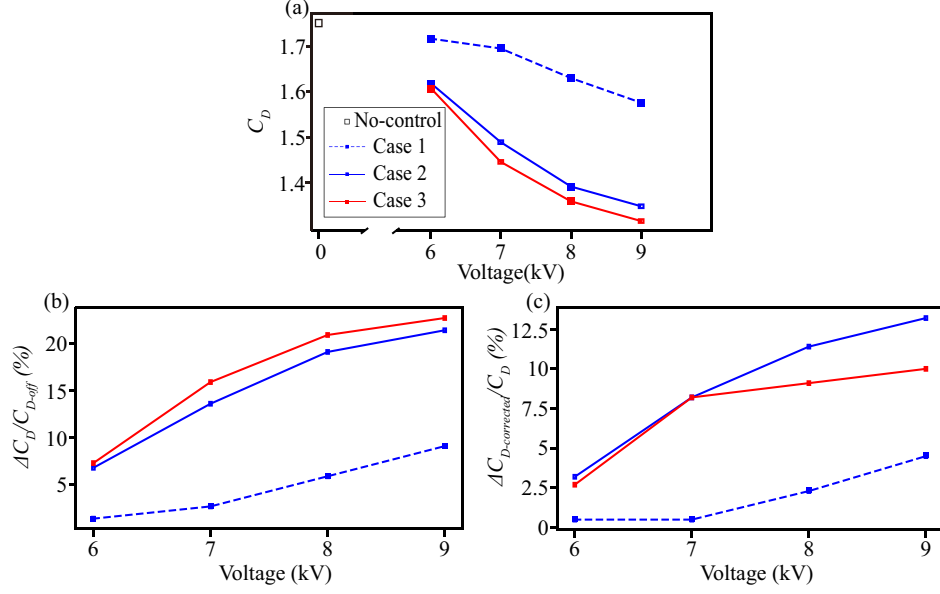 (a)
C_D
1.7
1.6
1.5
1.4
No-control
Case 1
Case 2
Case 3
0 6 7 8 9
Voltage(kV)
(b)
ΔC_D/C_{D-off} (%)
20
15
10
5
6 7 8 9
Voltage (kV)
(c)
ΔC_{D-corrected}/C_D (%)
12.5
10
7.5
5
2.5
0
6 7 8 9
Voltage (kV)